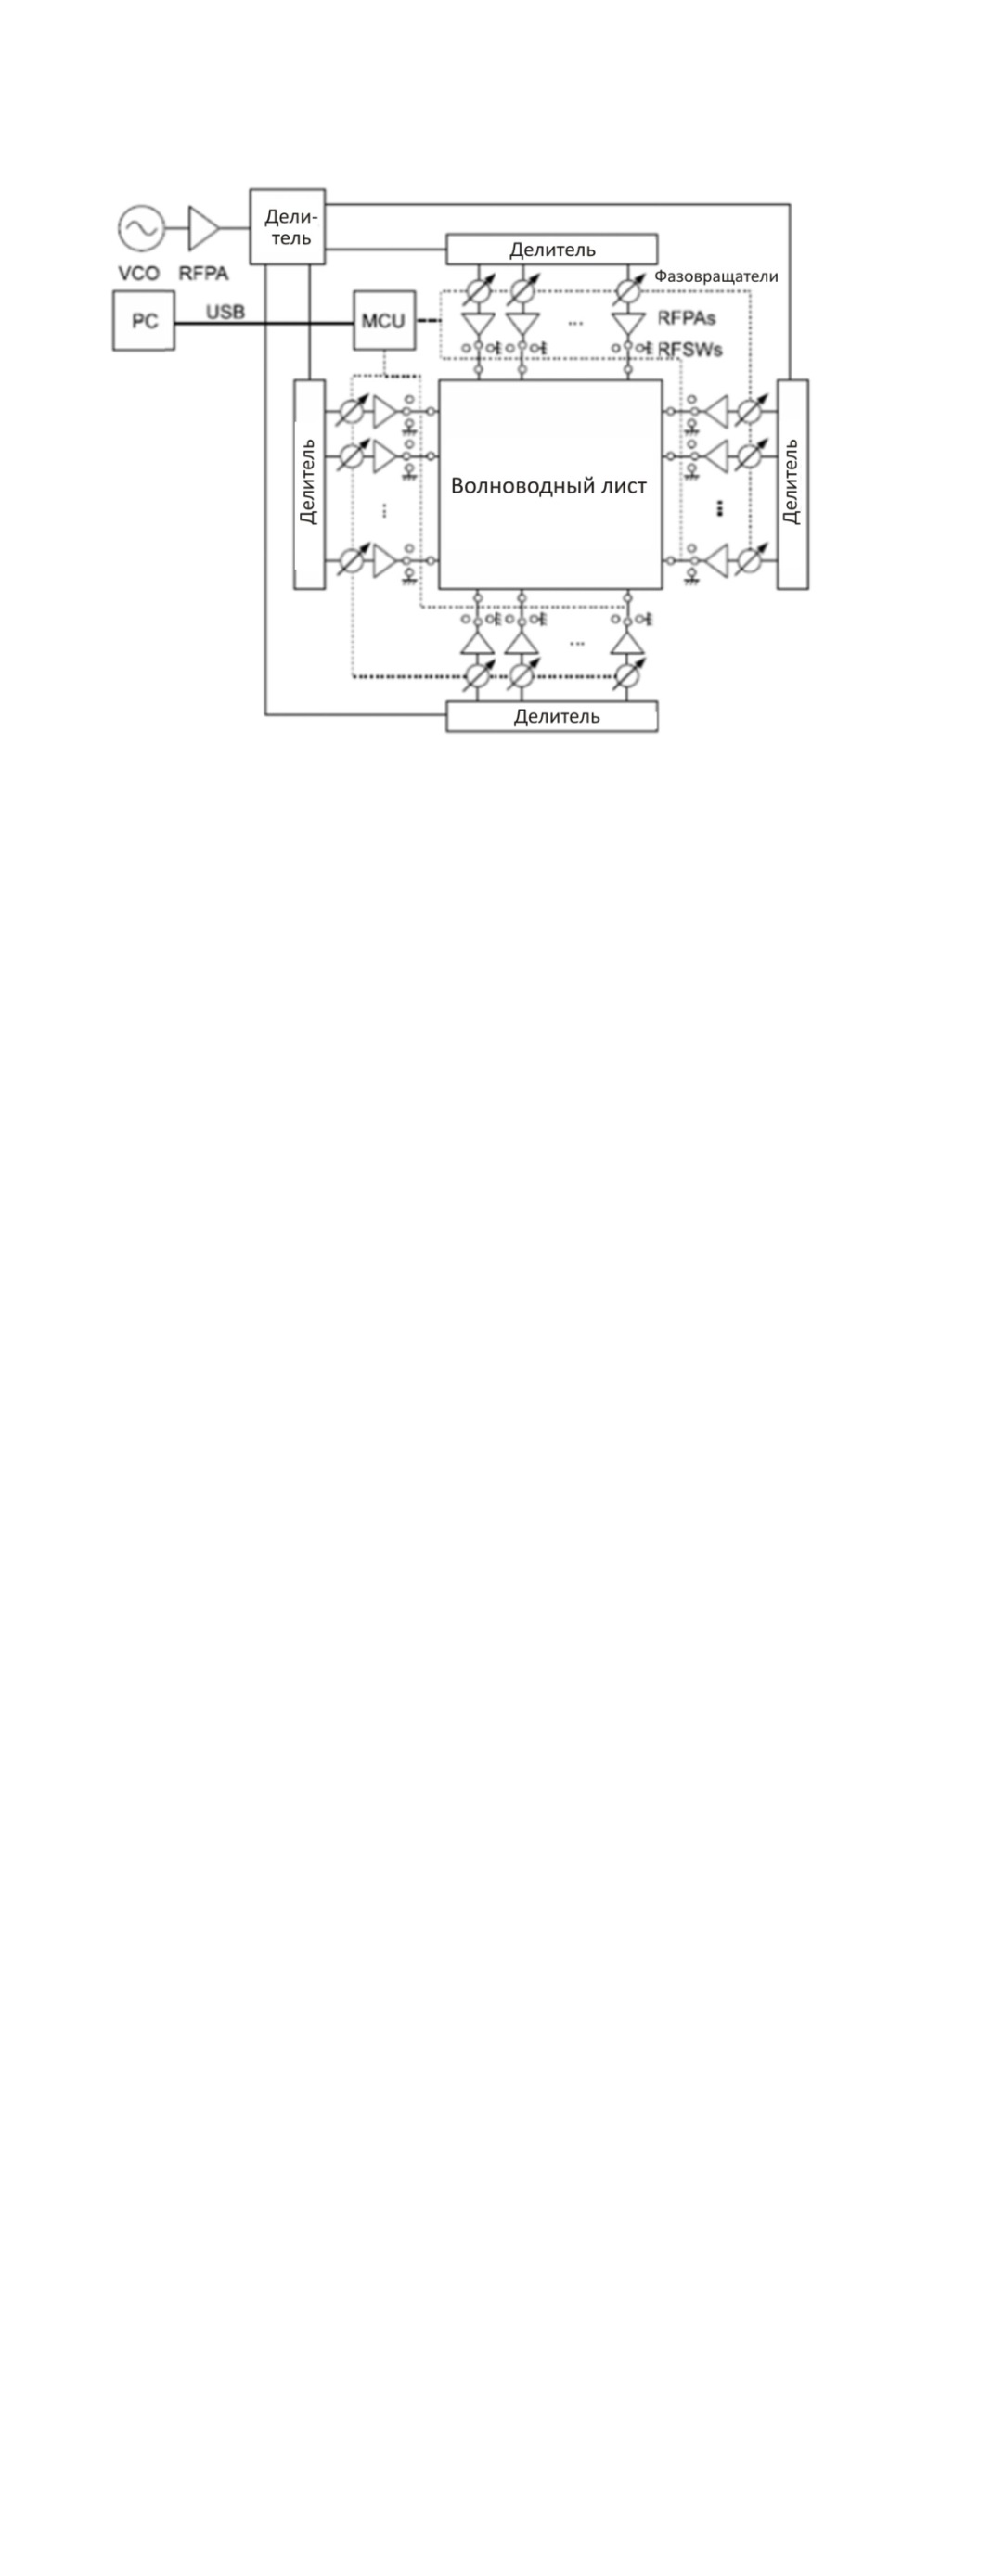 Дели-
тель
Делитель
VCO RFPA
Фазовращатели
PC
USB
MCU
RFPAs
RFSWs
Делитель
Волноводный лист
Делитель
Делитель